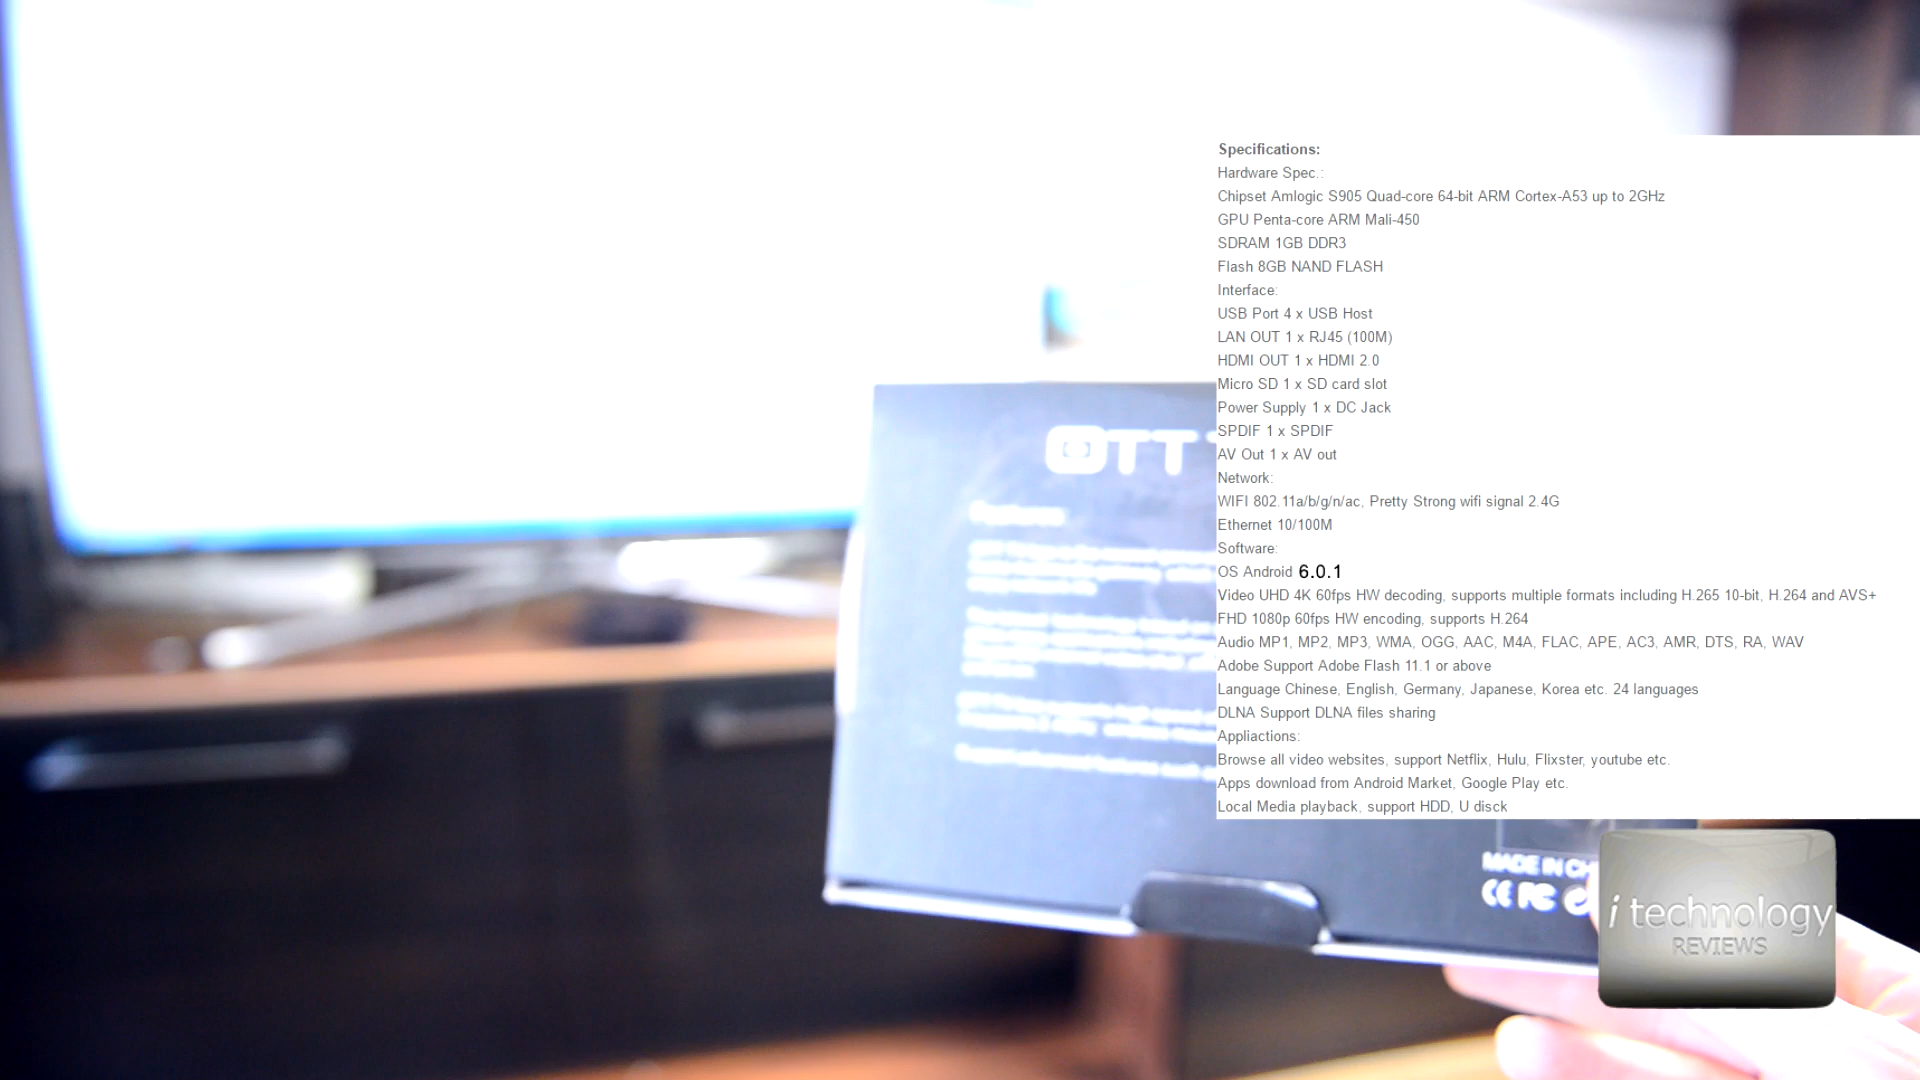 Specifications:
Hardware Spec.:
Chipset Amlogic S905 Quad-core 64-bit ARM Cortex-A53 up to 2GHz
GPU Penta-core ARM Mali-450
SDRAM 1GB DDR3
Flash 8GB NAND FLASH
Interface:
USB Port 4 x USB Host
LAN OUT 1 x RJ45 (100M)
HDMI OUT 1 x HDMI 2.0
Micro SD 1 x SD card slot
Power Supply 1 x DC Jack
SPDIF 1 x SPDIF
AV Out 1 x AV out
Network:
WIFI 802.11a/b/g/n/ac, Pretty Strong wifi signal 2.4G
Ethernet 10/100M
Software:
OS Android 6.0.1
Video UHD 4K 60fps HW decoding, supports multiple formats including H.265 10-bit, H.264 and AVS+
FHD 1080p 60fps HW encoding, supports H.264
Audio MP1, MP2, MP3, WMA, OGG, AAC, M4A, FLAC, APE, AC3, AMR, DTS, RA, WAV
Adobe Support Adobe Flash 11.1 or above
Language Chinese, English, Germany, Japanese, Korea etc. 24 languages
DLNA Support DLNA files sharing
Appliactions:
Browse all video websites, support Netflix, Hulu, Flixster, youtube etc.
Apps download from Android Market, Google Play etc.
Local Media playback, support HDD, U disck
OTT
Features
MADE IN CH
CE FC
i technology
REVIEWS